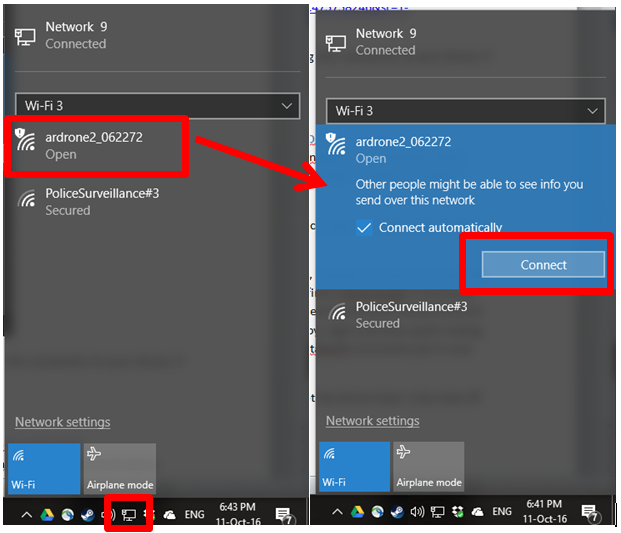 Network 9
Connected
Wi-Fi 3
ardrone2_062272
Open
PoliceSurveillance#3
Secured
Network settings
Wi-Fi
Airplane mode
ENG
6:43 PM
11-Oct-16
7
Network 9
Connected
Wi-Fi 3
ardrone2_062272
Open
Other people might be able to see info you
send over this network
Connect automatically
Connect
PoliceSurveillance#3
Secured
Network settings
Wi-Fi
Airplane mode
ENG
6:41 PM
11-Oct-16
7